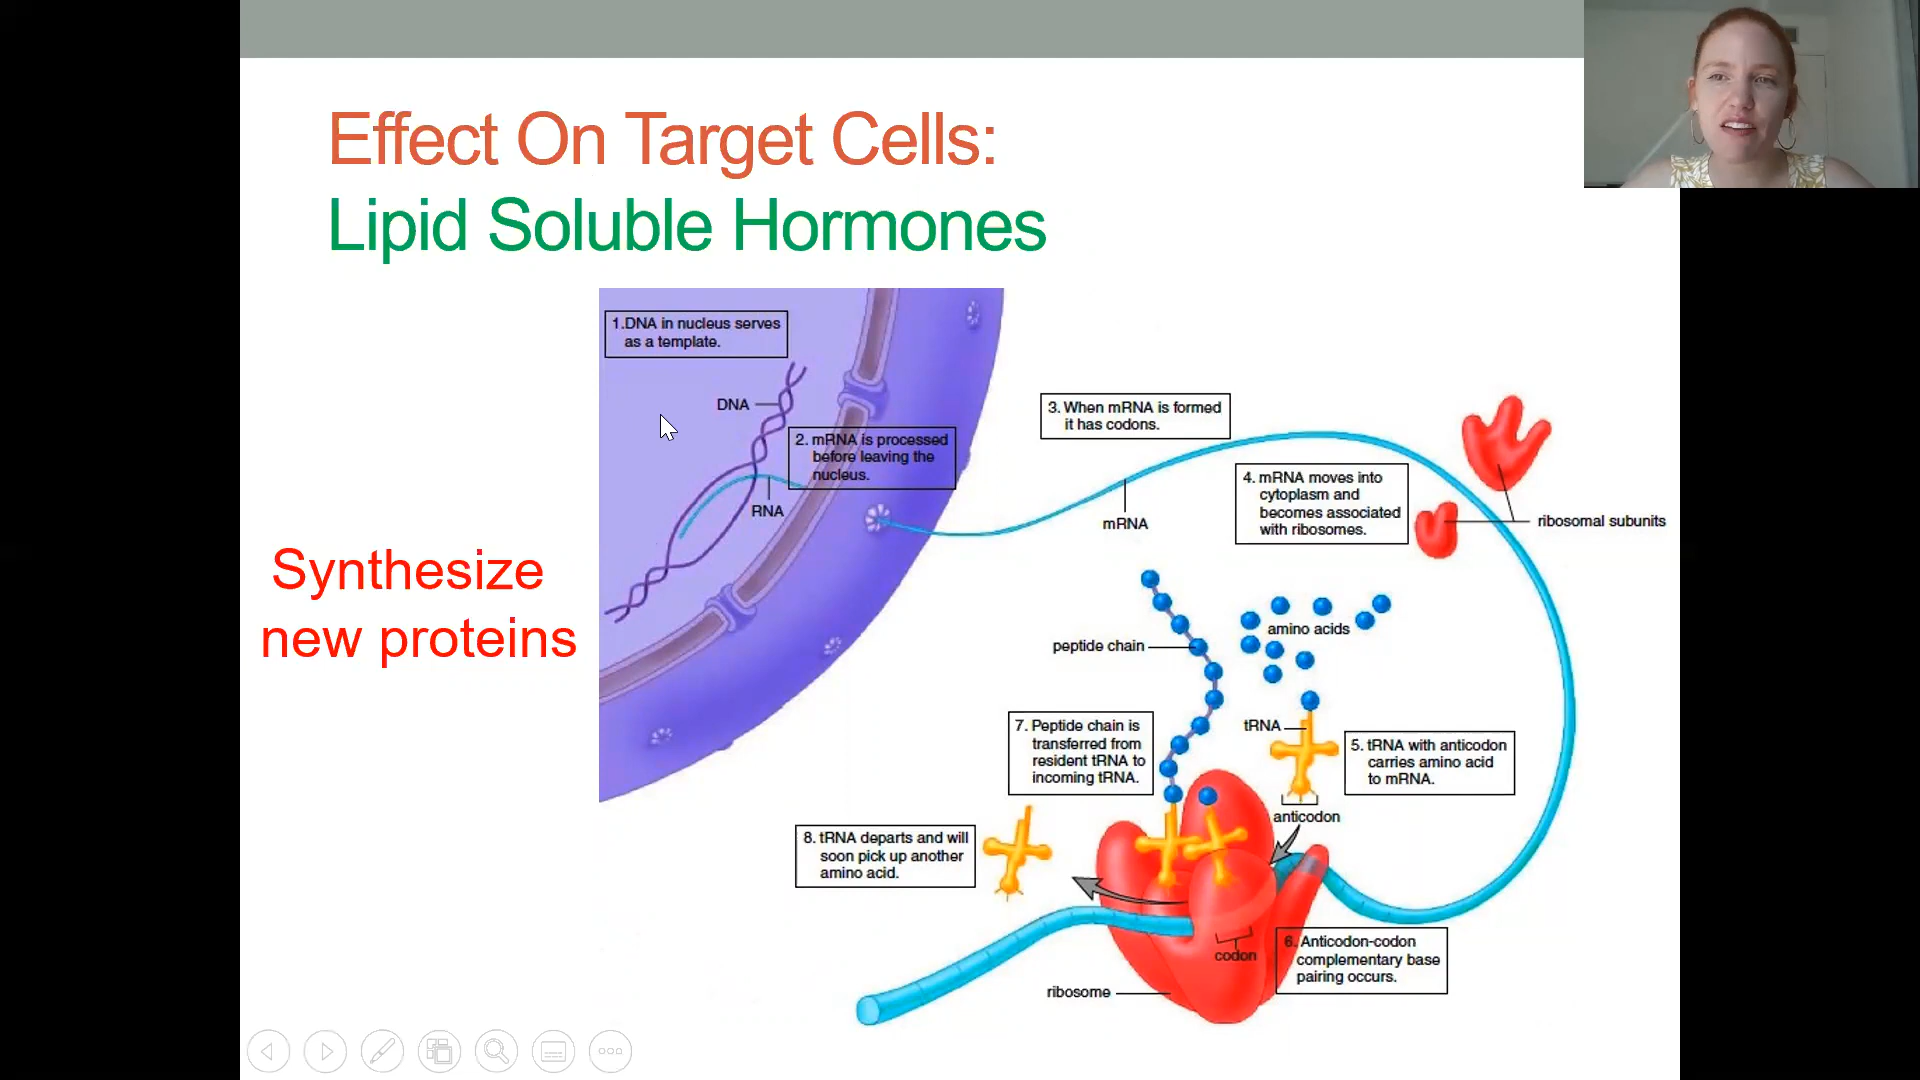 Effect On Target Cells:
Lipid Soluble Hormones
Synthesize
new proteins
1.DNA in nucleus serves
as a template.
DNA
2. mRNA is processed
before leaving the
nucleus.
RNA
3. When mRNA is formed
it has codons.
mRNA
4. mRNA moves into
cytoplasm and
becomes associated
with ribosomes.
ribosomal subunits
amino acids
peptide chain
tRNA
5. tRNA with anticodon
carries amino acid
to mRNA.
anticodon
7. Peptide chain is
transferred from
resident tRNA to
incoming tRNA.
8. tRNA departs and will
soon pick up another
amino acid.
codon
6. Anticodon-codon
complementary base
pairing occurs.
ribosome